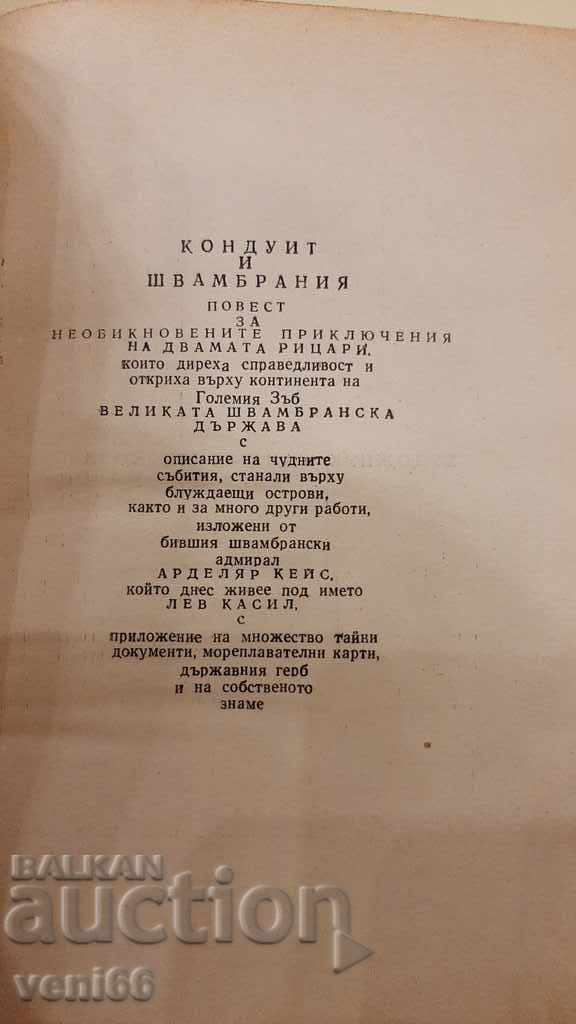 КОНДУИТ
И
ШВАМБРАНИЯ
ПОВЕСТ
ЗА
НЕОБИКНОВЕНИТЕ ПРИКЛЮЧЕНИЯ
НА ДВАМАТА РИЦАРИ,
които диреха справедливост и
откриха върху континента на
Големия Зъб
ВЕЛИКАТА ШВАМБРАНСКА
ДЪРЖАВА
с
описание на чудните
събития, станали върху
блуждаещи острови,
както и за много други работи,
изложени от
бившия швамбрански
адмирал
АРДЕЛЯР КЕЙС,
който днес живее под името
ЛЕВ КАСИЛ,
с
приложение на множество тайни
документи, мореплавателни карти,
държавния герб
и на собственото
знаме
BALKAN
auction
veni66